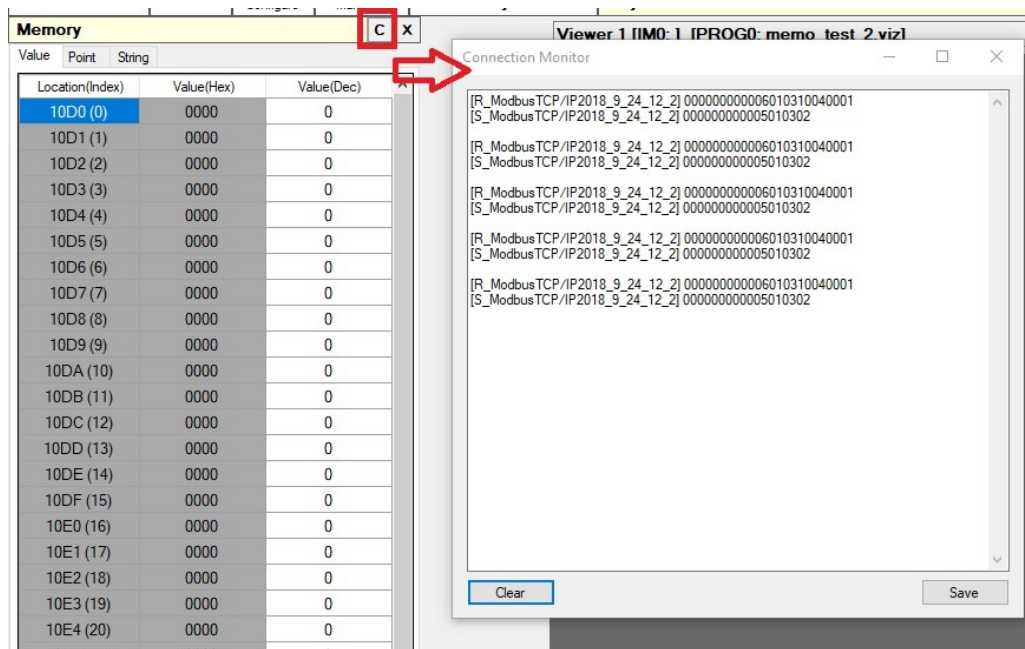 Memory
C X
Value Point String
Location(Index) Value(Hex) Value(Dec)
10D0 (0) 0000 0
10D1 (1) 0000 0
10D2 (2) 0000 0
10D3 (3) 0000 0
10D4 (4) 0000 0
10D5 (5) 0000 0
10D6 (6) 0000 0
10D7 (7) 0000 0
10D8 (8) 0000 0
10D9 (9) 0000 0
10DA (10) 0000 0
10DB (11) 0000 0
10DC (12) 0000 0
10DD (13) 0000 0
10DE (14) 0000 0
10DF (15) 0000 0
10E0 (16) 0000 0
10E1 (17) 0000 0
10E2 (18) 0000 0
10E3 (19) 0000 0
10E4 (20) 0000 0
Viewer 1 [IM0: ] [PROG0: memo_test_2.viz]
Connection Monitor
[R_ModbusTCP/IP2018_9_24_12_2] 000000000006010310040001
[S_ModbusTCP/IP2018_9_24_12_2] 000000000005010302
[R_ModbusTCP/IP2018_9_24_12_2] 000000000006010310040001
[S_ModbusTCP/IP2018_9_24_12_2] 000000000005010302
[R_ModbusTCP/IP2018_9_24_12_2] 000000000006010310040001
[S_ModbusTCP/IP2018_9_24_12_2] 000000000005010302
[R_ModbusTCP/IP2018_9_24_12_2] 000000000006010310040001
[S_ModbusTCP/IP2018_9_24_12_2] 000000000005010302
[R_ModbusTCP/IP2018_9_24_12_2] 000000000006010310040001
[S_ModbusTCP/IP2018_9_24_12_2] 000000000005010302
Clear Save